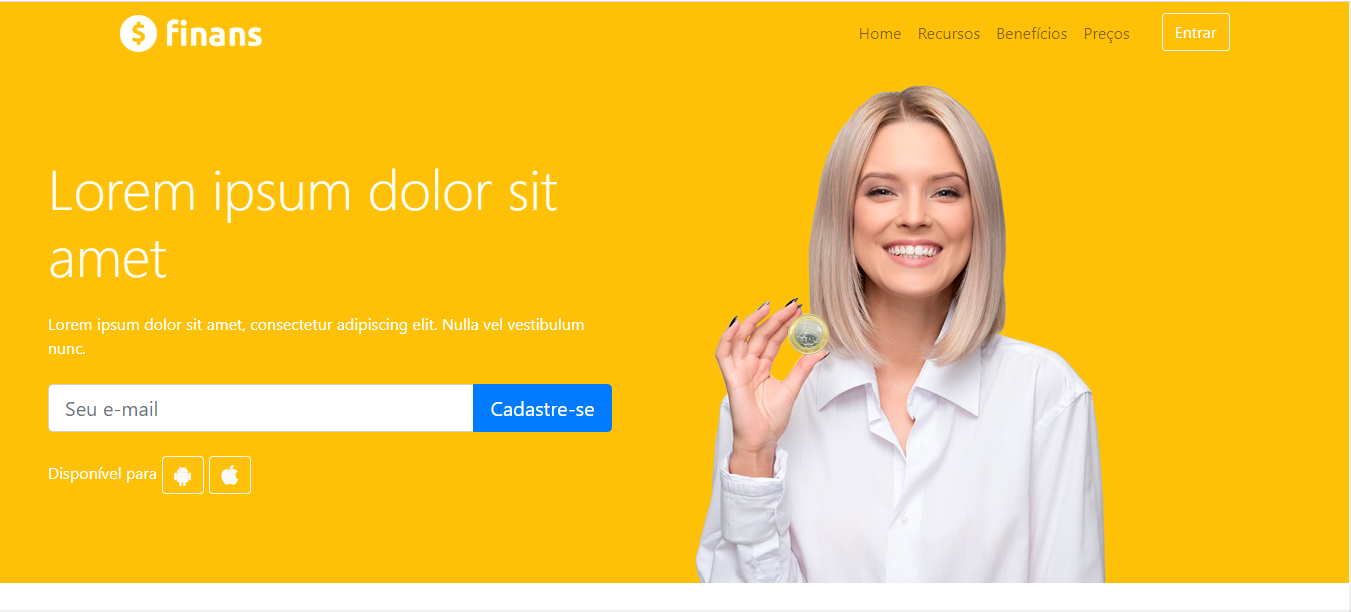 finans
Home Recursos Benefícios Preços Entrar
Lorem ipsum dolor sit
amet
Lorem ipsum dolor sit amet, consectetur adipiscing elit. Nulla vel vestibulum
nunc.
Seu e-mail Cadastre-se
Disponível para